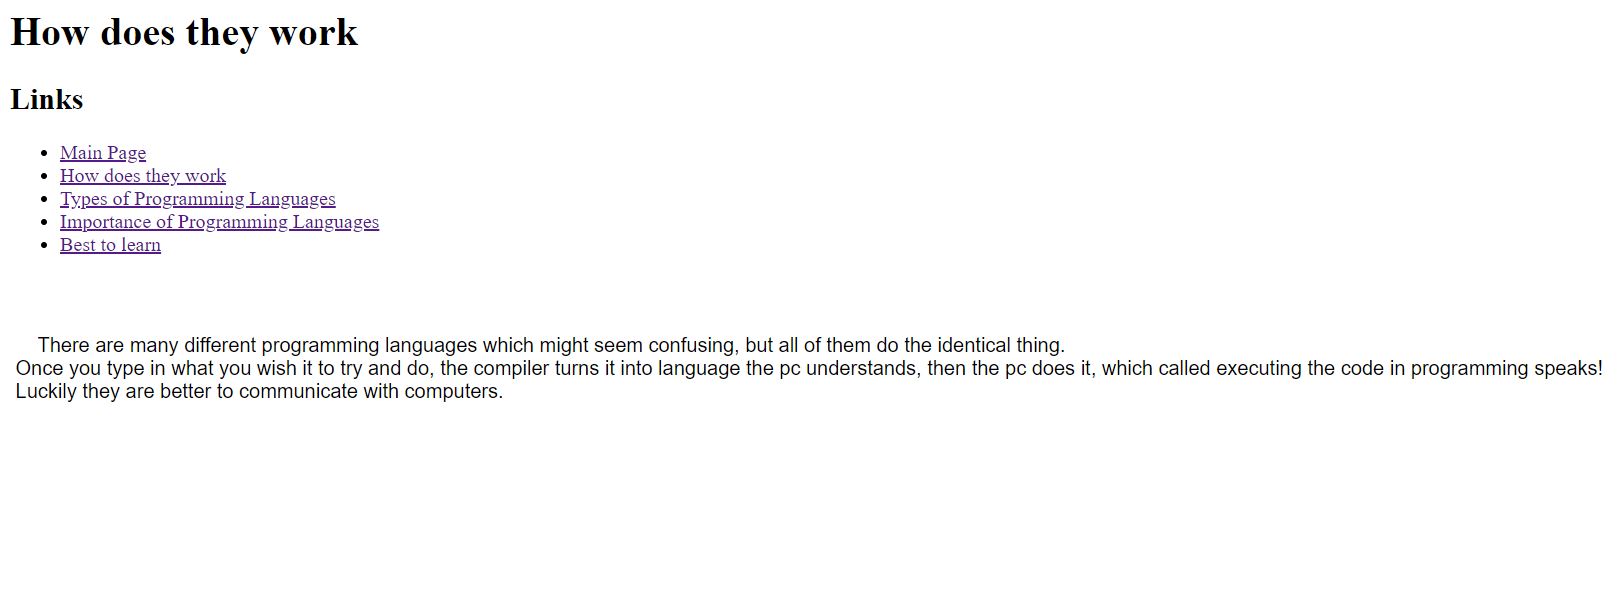 How does they work
Links
Main Page
How does they work
Types of Programming Languages
Importance of Programming Languages
Best to learn
There are many different programming languages which might seem confusing, but all of them do the identical thing.
Once you type in what you wish it to try and do, the compiler turns it into language the pc understands, then the pc does it, which called executing the code in programming speaks!
Luckily they are better to communicate with computers.